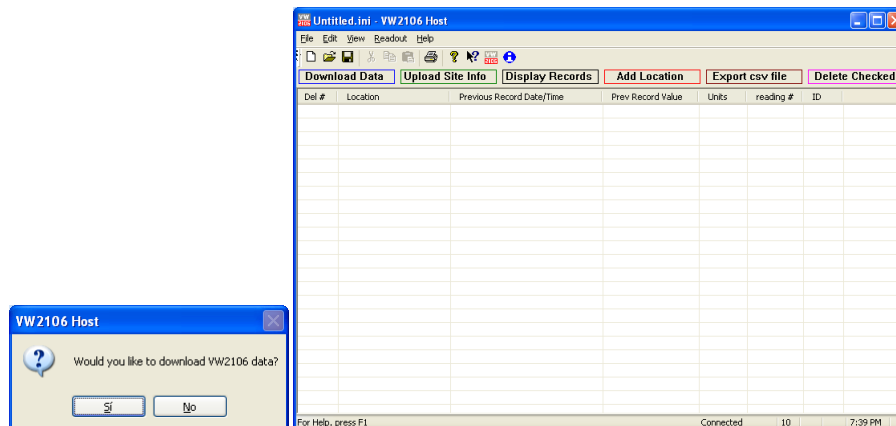 VW2106 Host
Would you like to download VW2106 data?
Sí No
Untitled.ini - VW2106 Host
File Edit View Readout Help
Download Data Upload Site Info Display Records Add Location Export csv file Delete Checked
Del # Location Previous Record Date/Time Prev Record Value Units reading # ID
For Help, press F1 Connected 10 7:39 PM